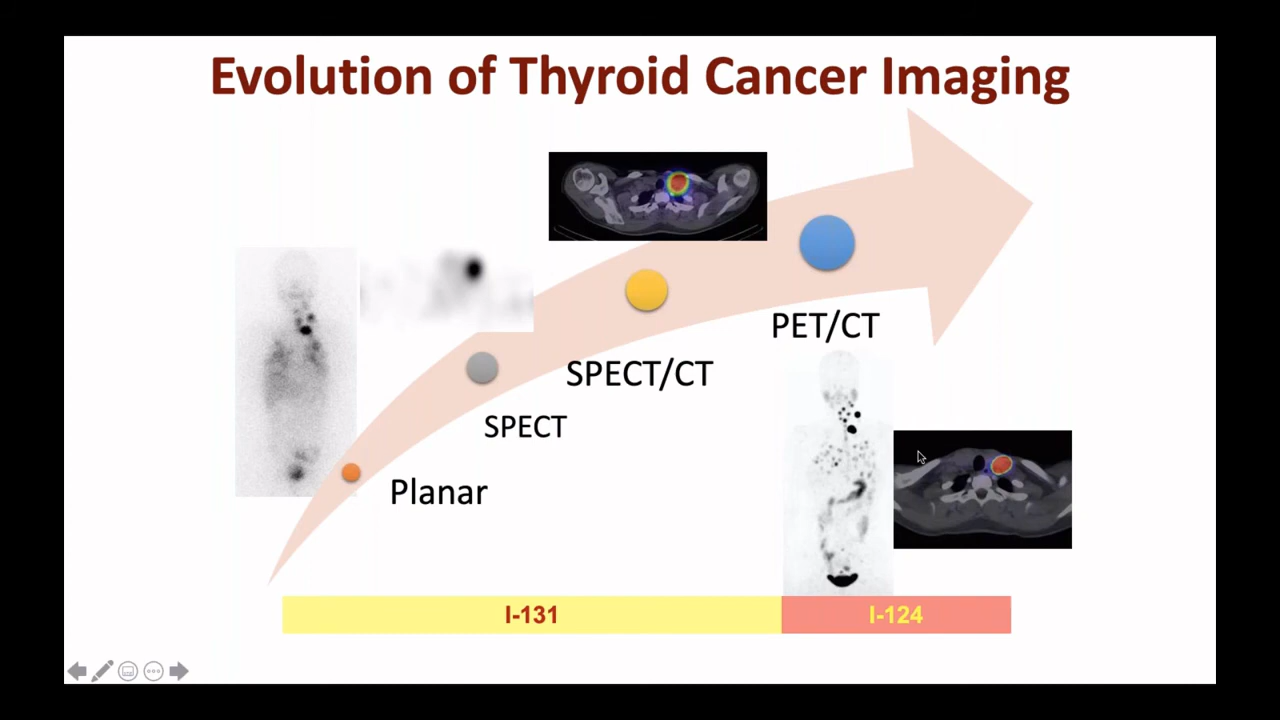 Evolution of Thyroid Cancer Imaging
PET/CT
SPECT/CT
SPECT
Planar
I-131
I-124